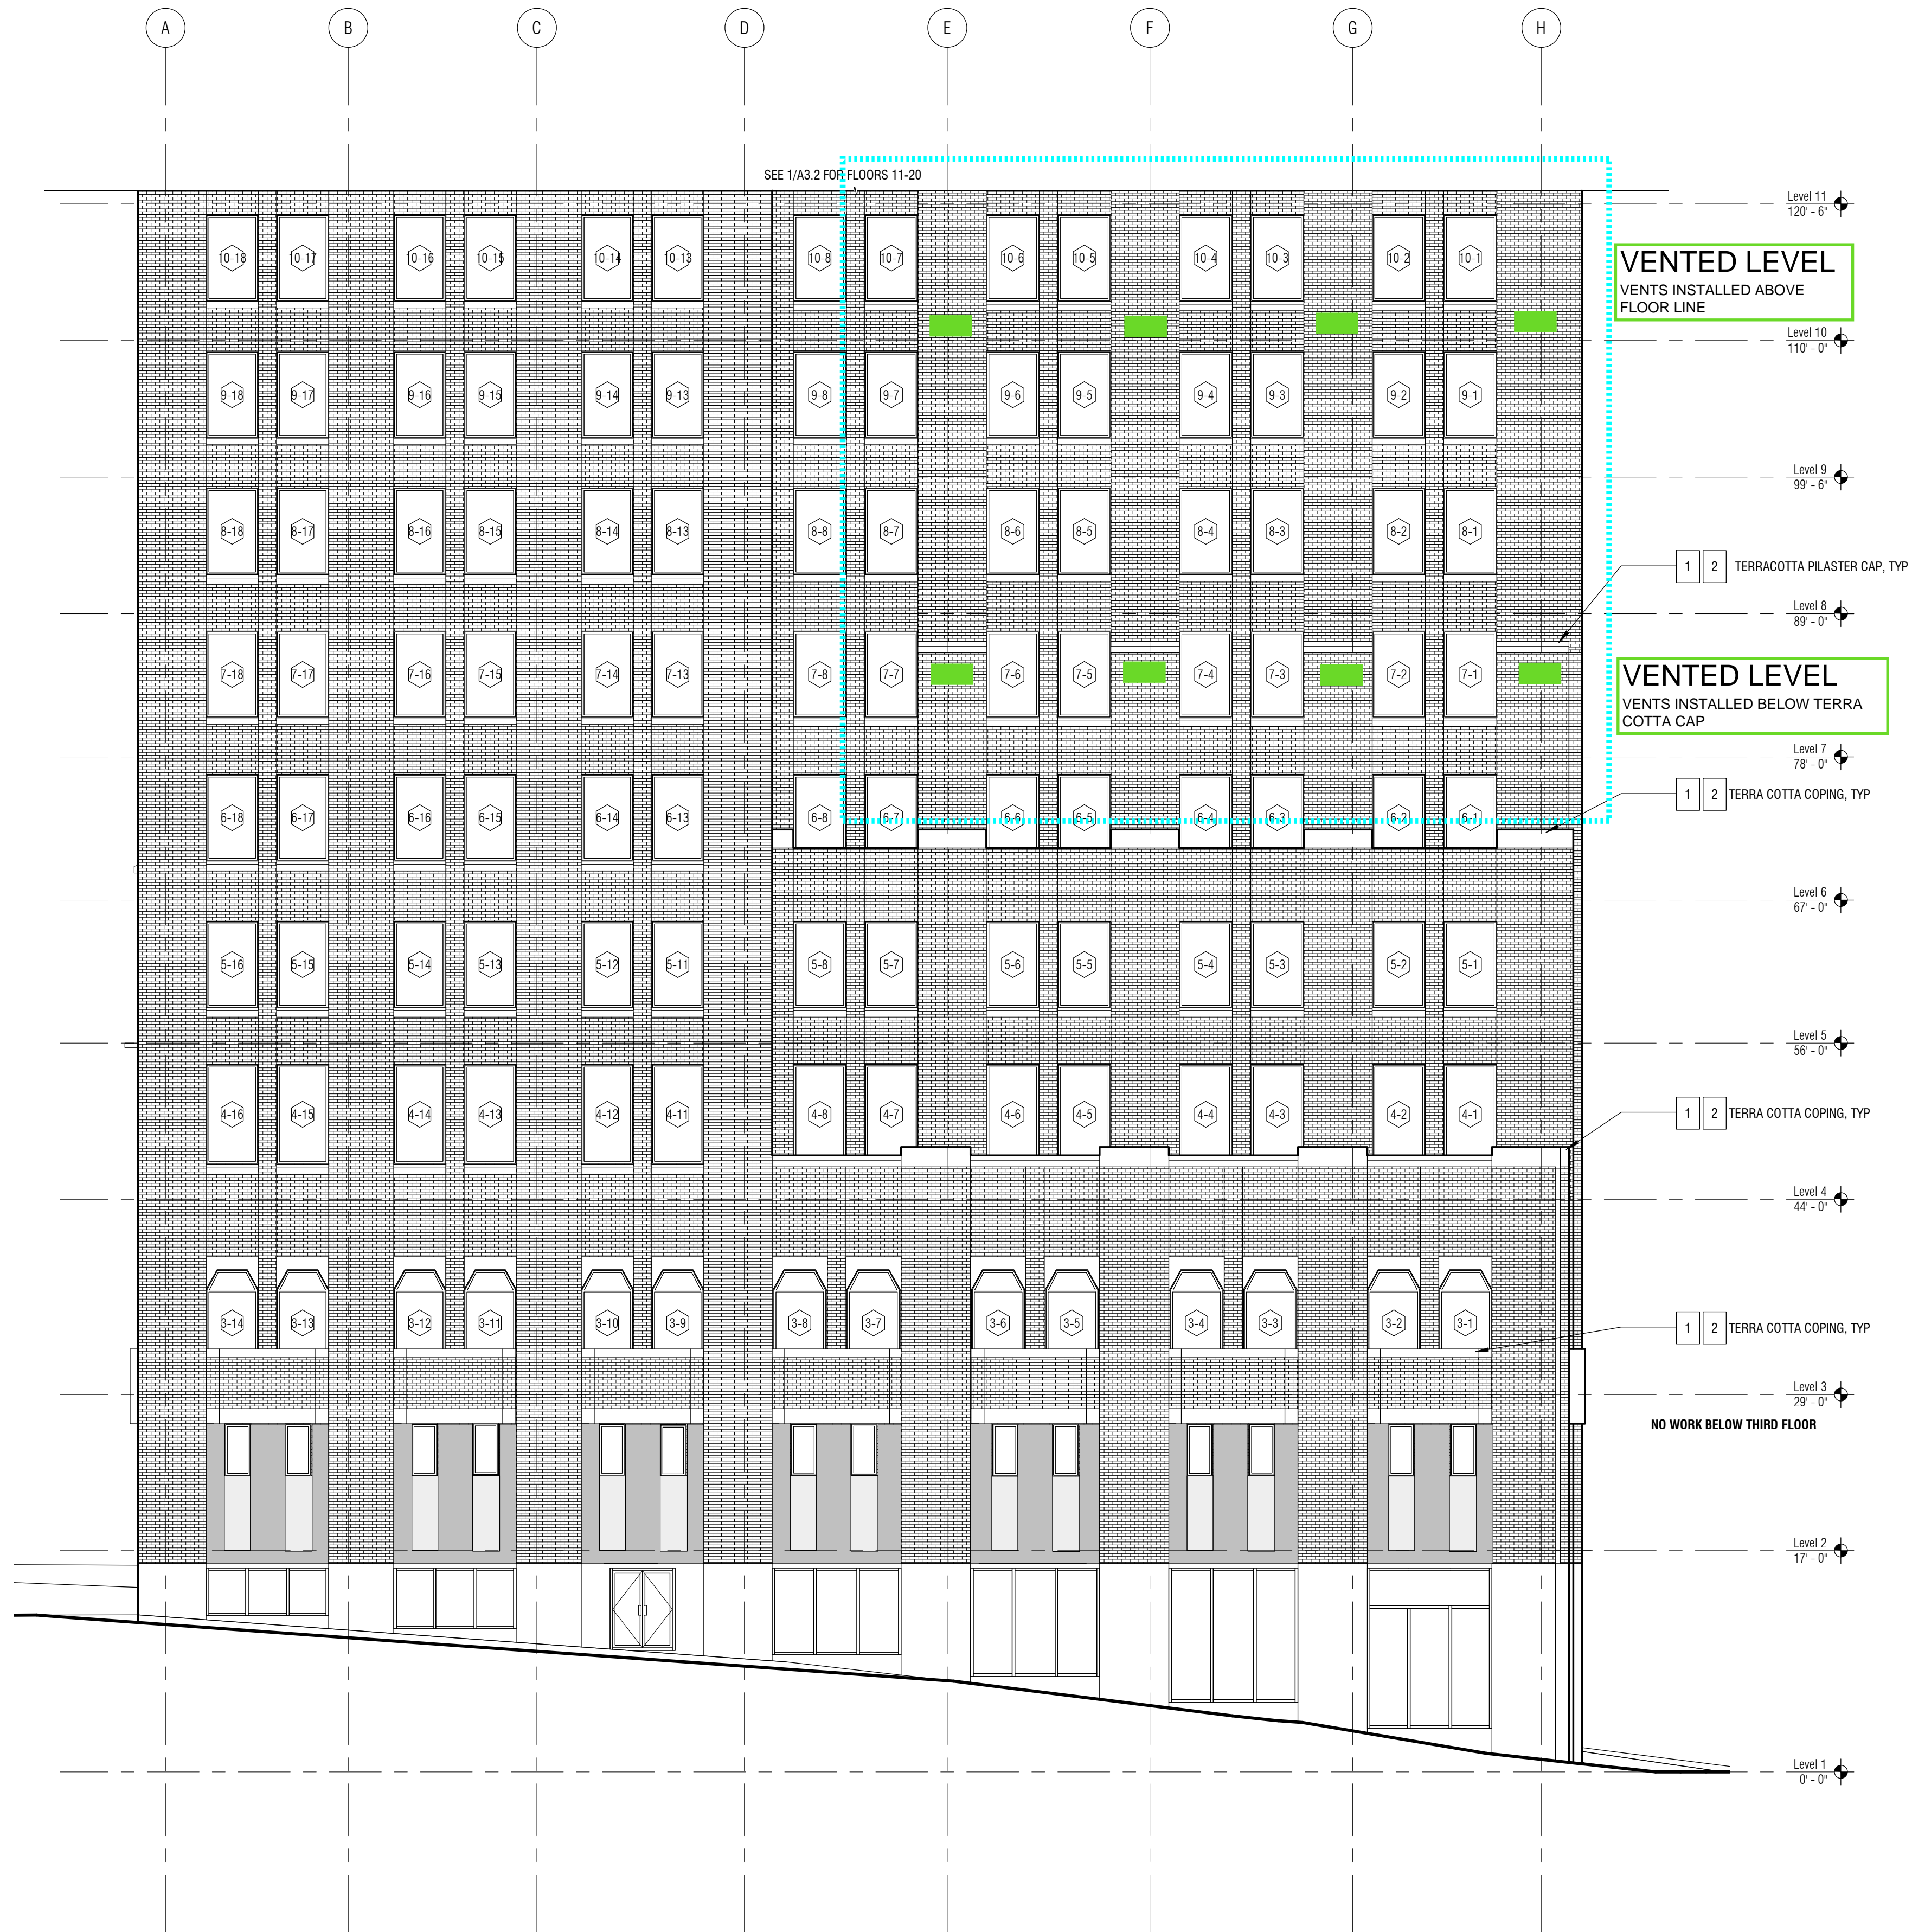 A B C D E F G H
SEE 1/A3.2 FOR FLOORS 11-20
Level 11
120' - 6"
10-18 10-17 10-16 10-15 10-14 10-13 10-8 10-7 10-6 10-5 10-4 10-3 10-2 10-1
VENTED LEVEL
VENTS INSTALLED ABOVE
FLOOR LINE
Level 10
110' - 0"
9-18 9-17 9-16 9-15 9-14 9-13 9-8 9-7 9-6 9-5 9-4 9-3 9-2 9-1
Level 9
99' - 6"
8-18 8-17 8-16 8-15 8-14 8-13 8-8 8-7 8-6 8-5 8-4 8-3 8-2 8-1
1 2 TERRACOTTA PILASTER CAP, TYP
Level 8
89' - 0"
7-18 7-17 7-16 7-15 7-14 7-13 7-8 7-7 7-6 7-5 7-4 7-3 7-2 7-1
VENTED LEVEL
VENTS INSTALLED BELOW TERRA
COTTA CAP
Level 7
78' - 0"
1 2 TERRA COTTA COPING, TYP
6-18 6-17 6-16 6-15 6-14 6-13 6-8 6-7 6-6 6-5 6-4 6-3 6-2 6-1
Level 6
67' - 0"
5-16 5-15 5-14 5-13 5-12 5-11 5-8 5-7 5-6 5-5 5-4 5-3 5-2 5-1
Level 5
56' - 0"
4-16 4-15 4-14 4-13 4-12 4-11 4-8 4-7 4-6 4-5 4-4 4-3 4-2 4-1
1 2 TERRA COTTA COPING, TYP
Level 4
44' - 0"
3-14 3-13 3-12 3-11 3-10 3-9 3-8 3-7 3-6 3-5 3-4 3-3 3-2 3-1
1 2 TERRA COTTA COPING, TYP
Level 3
29' - 0"
NO WORK BELOW THIRD FLOOR
Level 2
17' - 0"
Level 1
0' - 0"